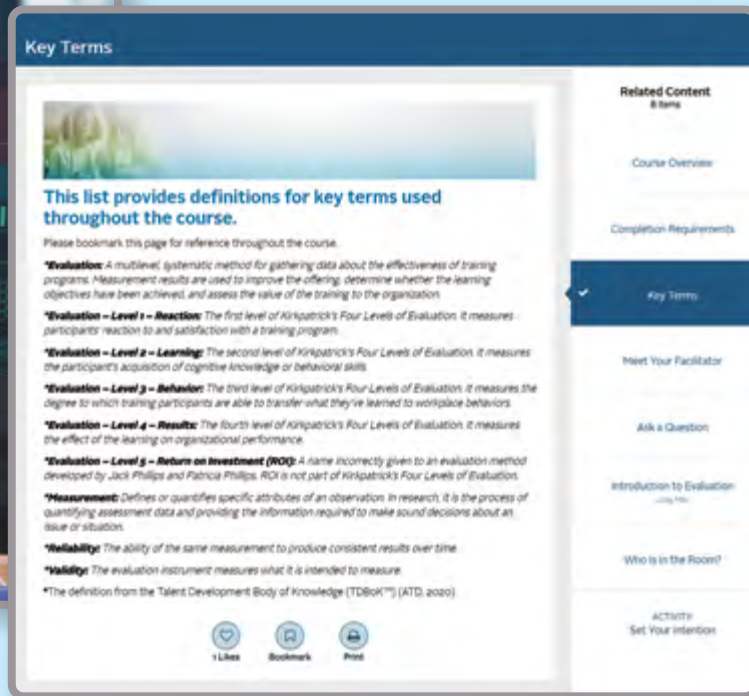 Key Terms
This list provides definitions for key terms used
throughout the course.
Please bookmark this page for reference throughout the course.
*Evaluation: A multilevel, systematic method for gathering data about the effectiveness of training
programs. Measurement results are used to improve the offering, determine whether the learning
objectives have been achieved, and assess the value of the training to the organization.
*Evaluation – Level 1 – Reaction: The first level of Kirkpatrick's Four Levels of Evaluation. It measures
participants' reaction to and satisfaction with a training program.
*Evaluation – Level 2 – Learning: The second level of Kirkpatrick's Four Levels of Evaluation. It measures
the participant's acquisition of cognitive knowledge or behavioral skills.
*Evaluation – Level 3 – Behavior: The third level of Kirkpatrick's Four Levels of Evaluation. It measures the
degree to which training participants are able to transfer what they've learned to workplace behaviors.
*Evaluation – Level 4 – Results: The fourth level of Kirkpatrick's Four Levels of Evaluation. It measures
the effect of the learning on organizational performance.
*Evaluation – Level 5 – Return on Investment (ROI): A name incorrectly given to an evaluation method
developed by Jack Phillips and Patricia Phillips. ROI is not part of Kirkpatrick's Four Levels of Evaluation.
*Measurement: Defines or quantifies specific attributes of an observation. In research, it is the process of
quantifying assessment data and providing the information required to make sound decisions about an
issue or situation.
*Reliability: The ability of the same measurement to produce consistent results over time.
*Validity: The evaluation instrument measures what it is intended to measure.
*The definition from the Talent Development Body of Knowledge (TDBoK™) (ATD, 2020).
1 Likes
Bookmark
Print
Related Content
8 items
Course Overview
Completion Requirements
Key Terms
Meet Your Facilitator
Ask a Question
Introduction to Evaluation
Who Is in the Room?
ACTIVITY
Set Your Intention